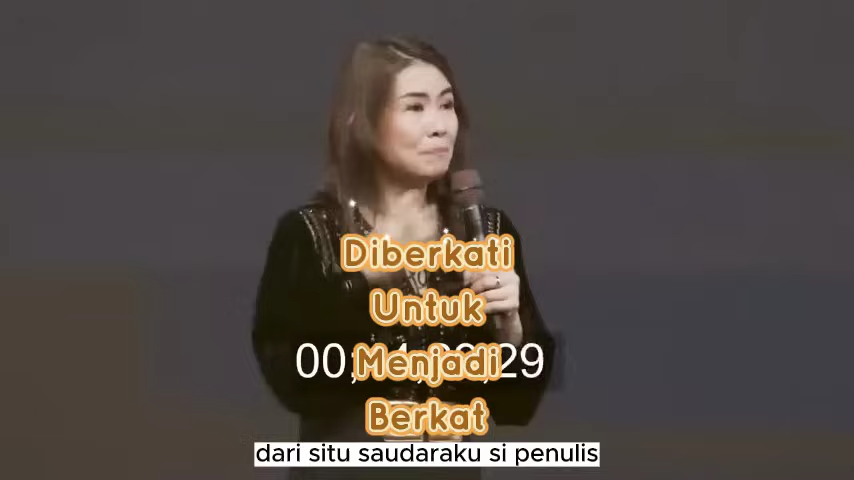 Diberkati
Untuk
Menjadi
Berkat
dari situ saudaraku si penulis